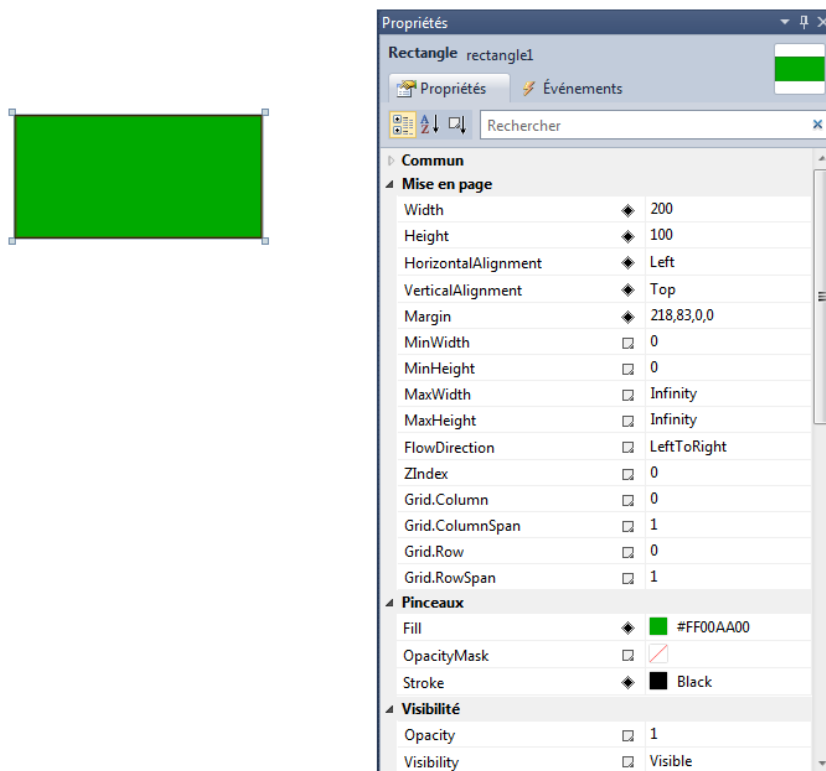 Propriétés
Rectangle rectangle1
Propriétés Événements
A Z Rechercher
Commun
Mise en page
Width 200
Height 100
HorizontalAlignment Left
VerticalAlignment Top
Margin 218,83,0,0
MinWidth 0
MinHeight 0
MaxWidth Infinity
MaxHeight Infinity
FlowDirection LeftToRight
ZIndex 0
Grid.Column 0
Grid.ColumnSpan 1
Grid.Row 0
Grid.RowSpan 1
Pinceaux
Fill #FF00AA00
OpacityMask
Stroke Black
Visibilité
Opacity 1
Visibility Visible